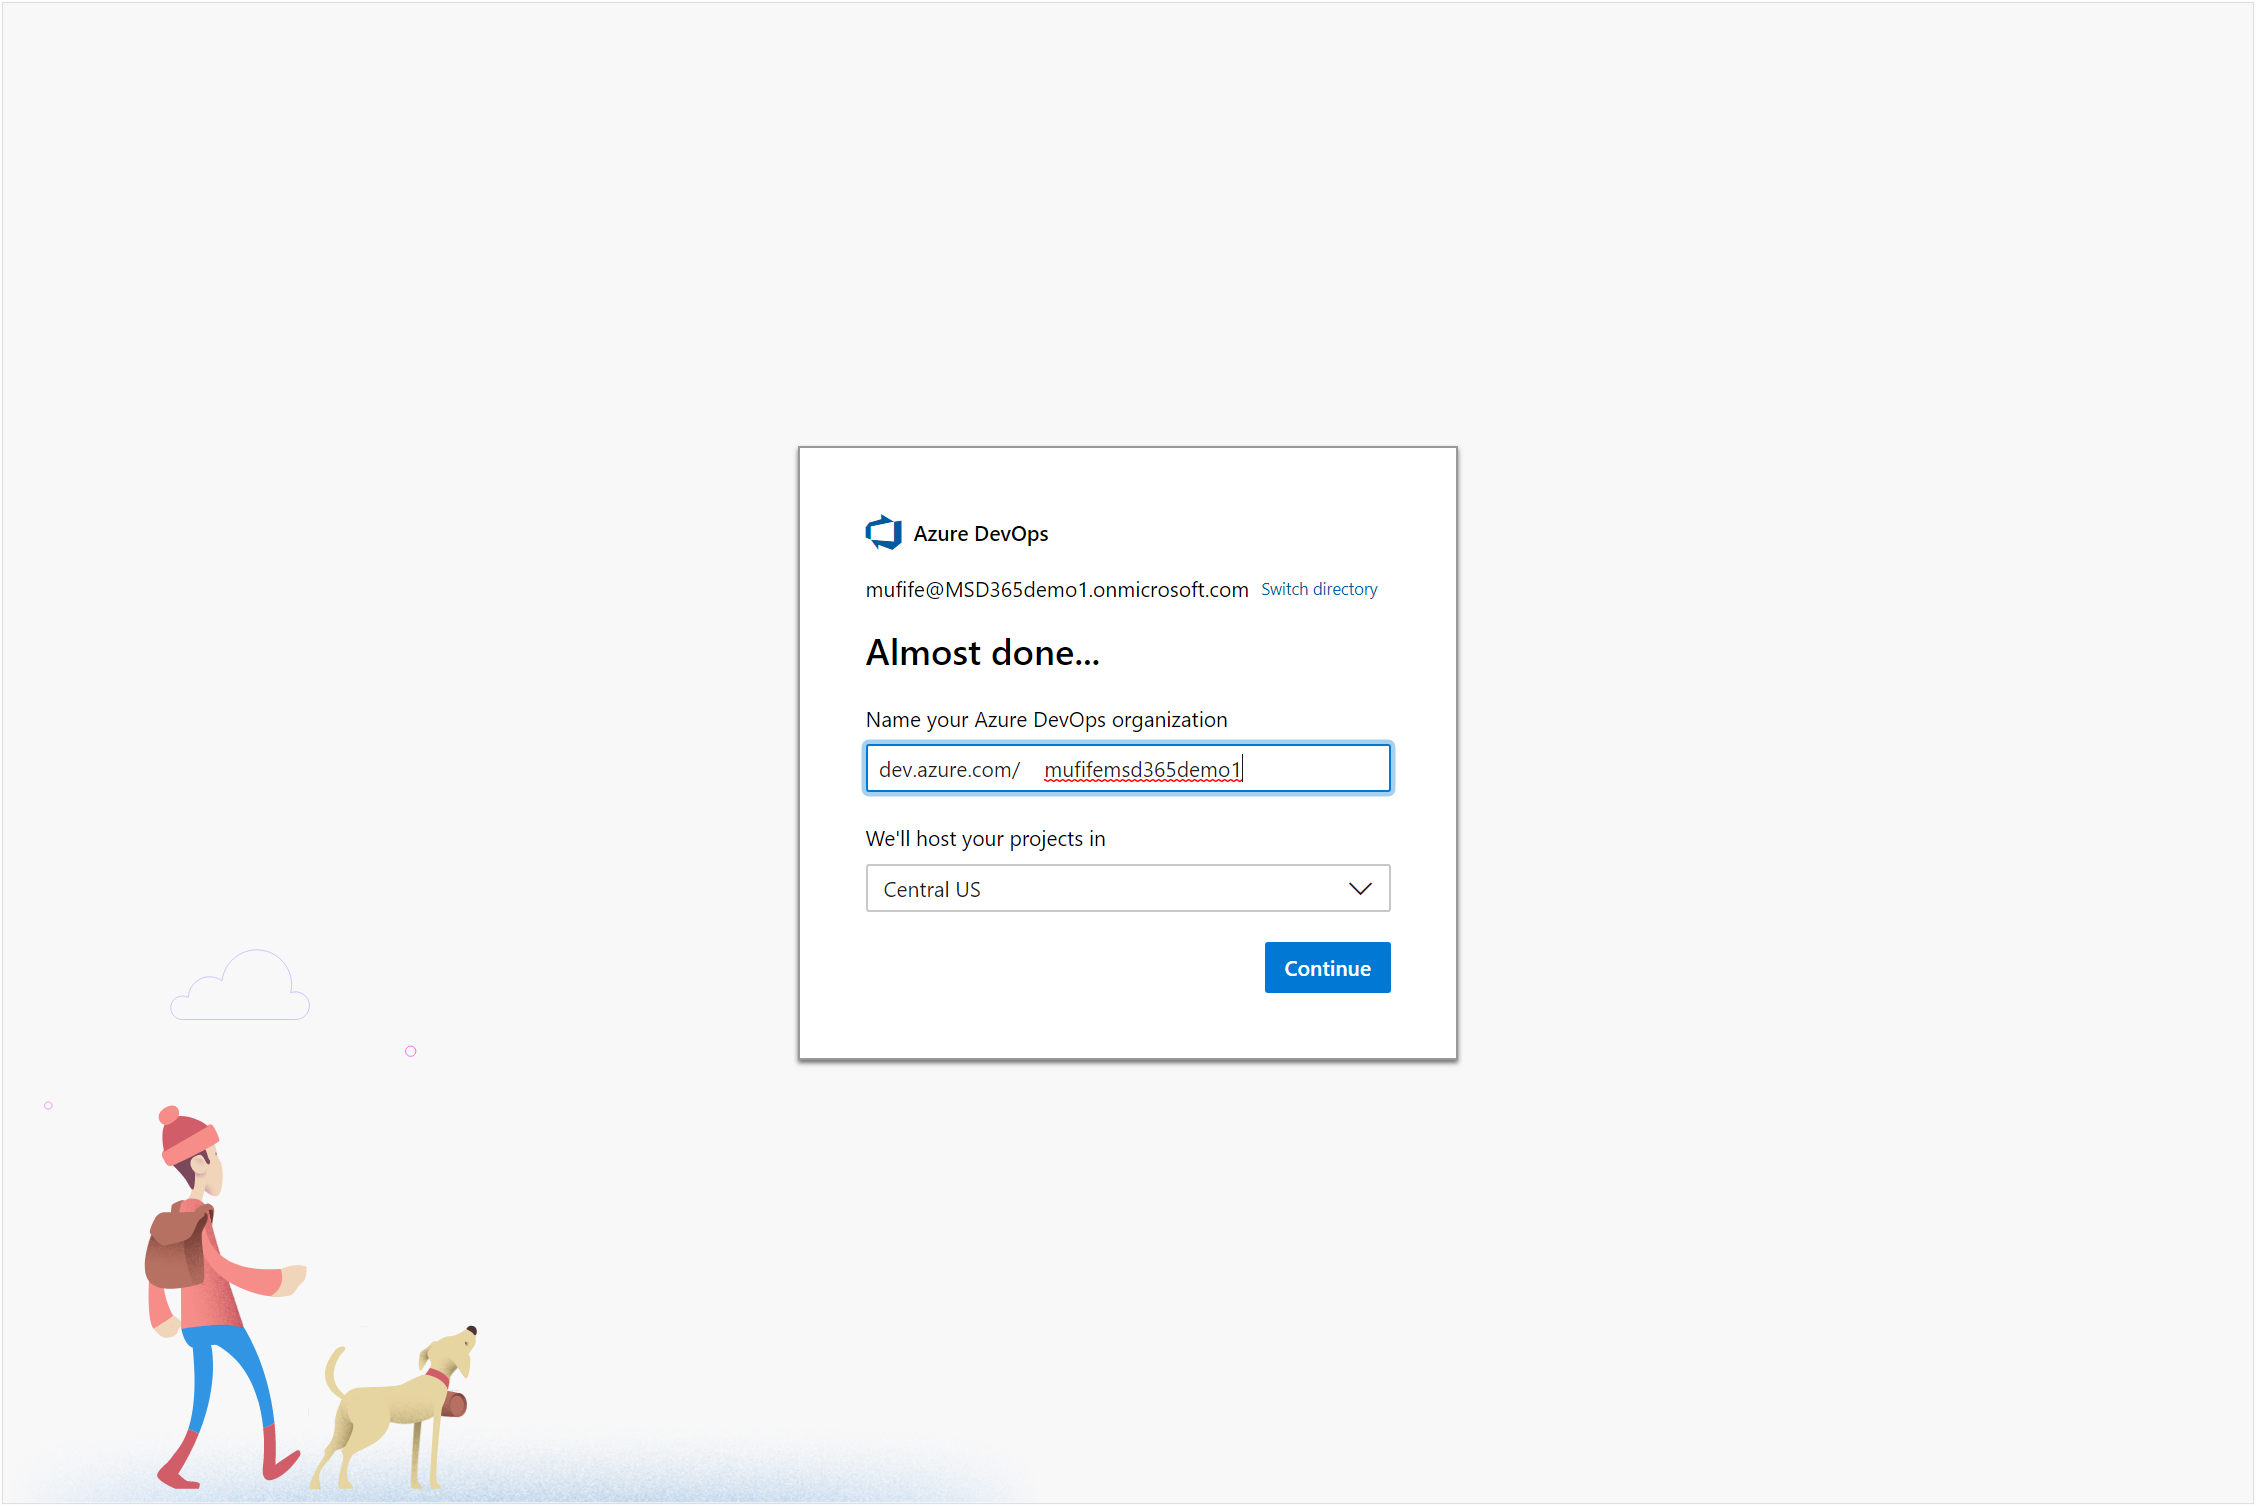 Azure DevOps
mufife@MSD365demo1.onmicrosoft.com Switch directory
Almost done...
Name your Azure DevOps organization
dev.azure.com/ mufifemsd365demo1
We'll host your projects in
Central US
Continue